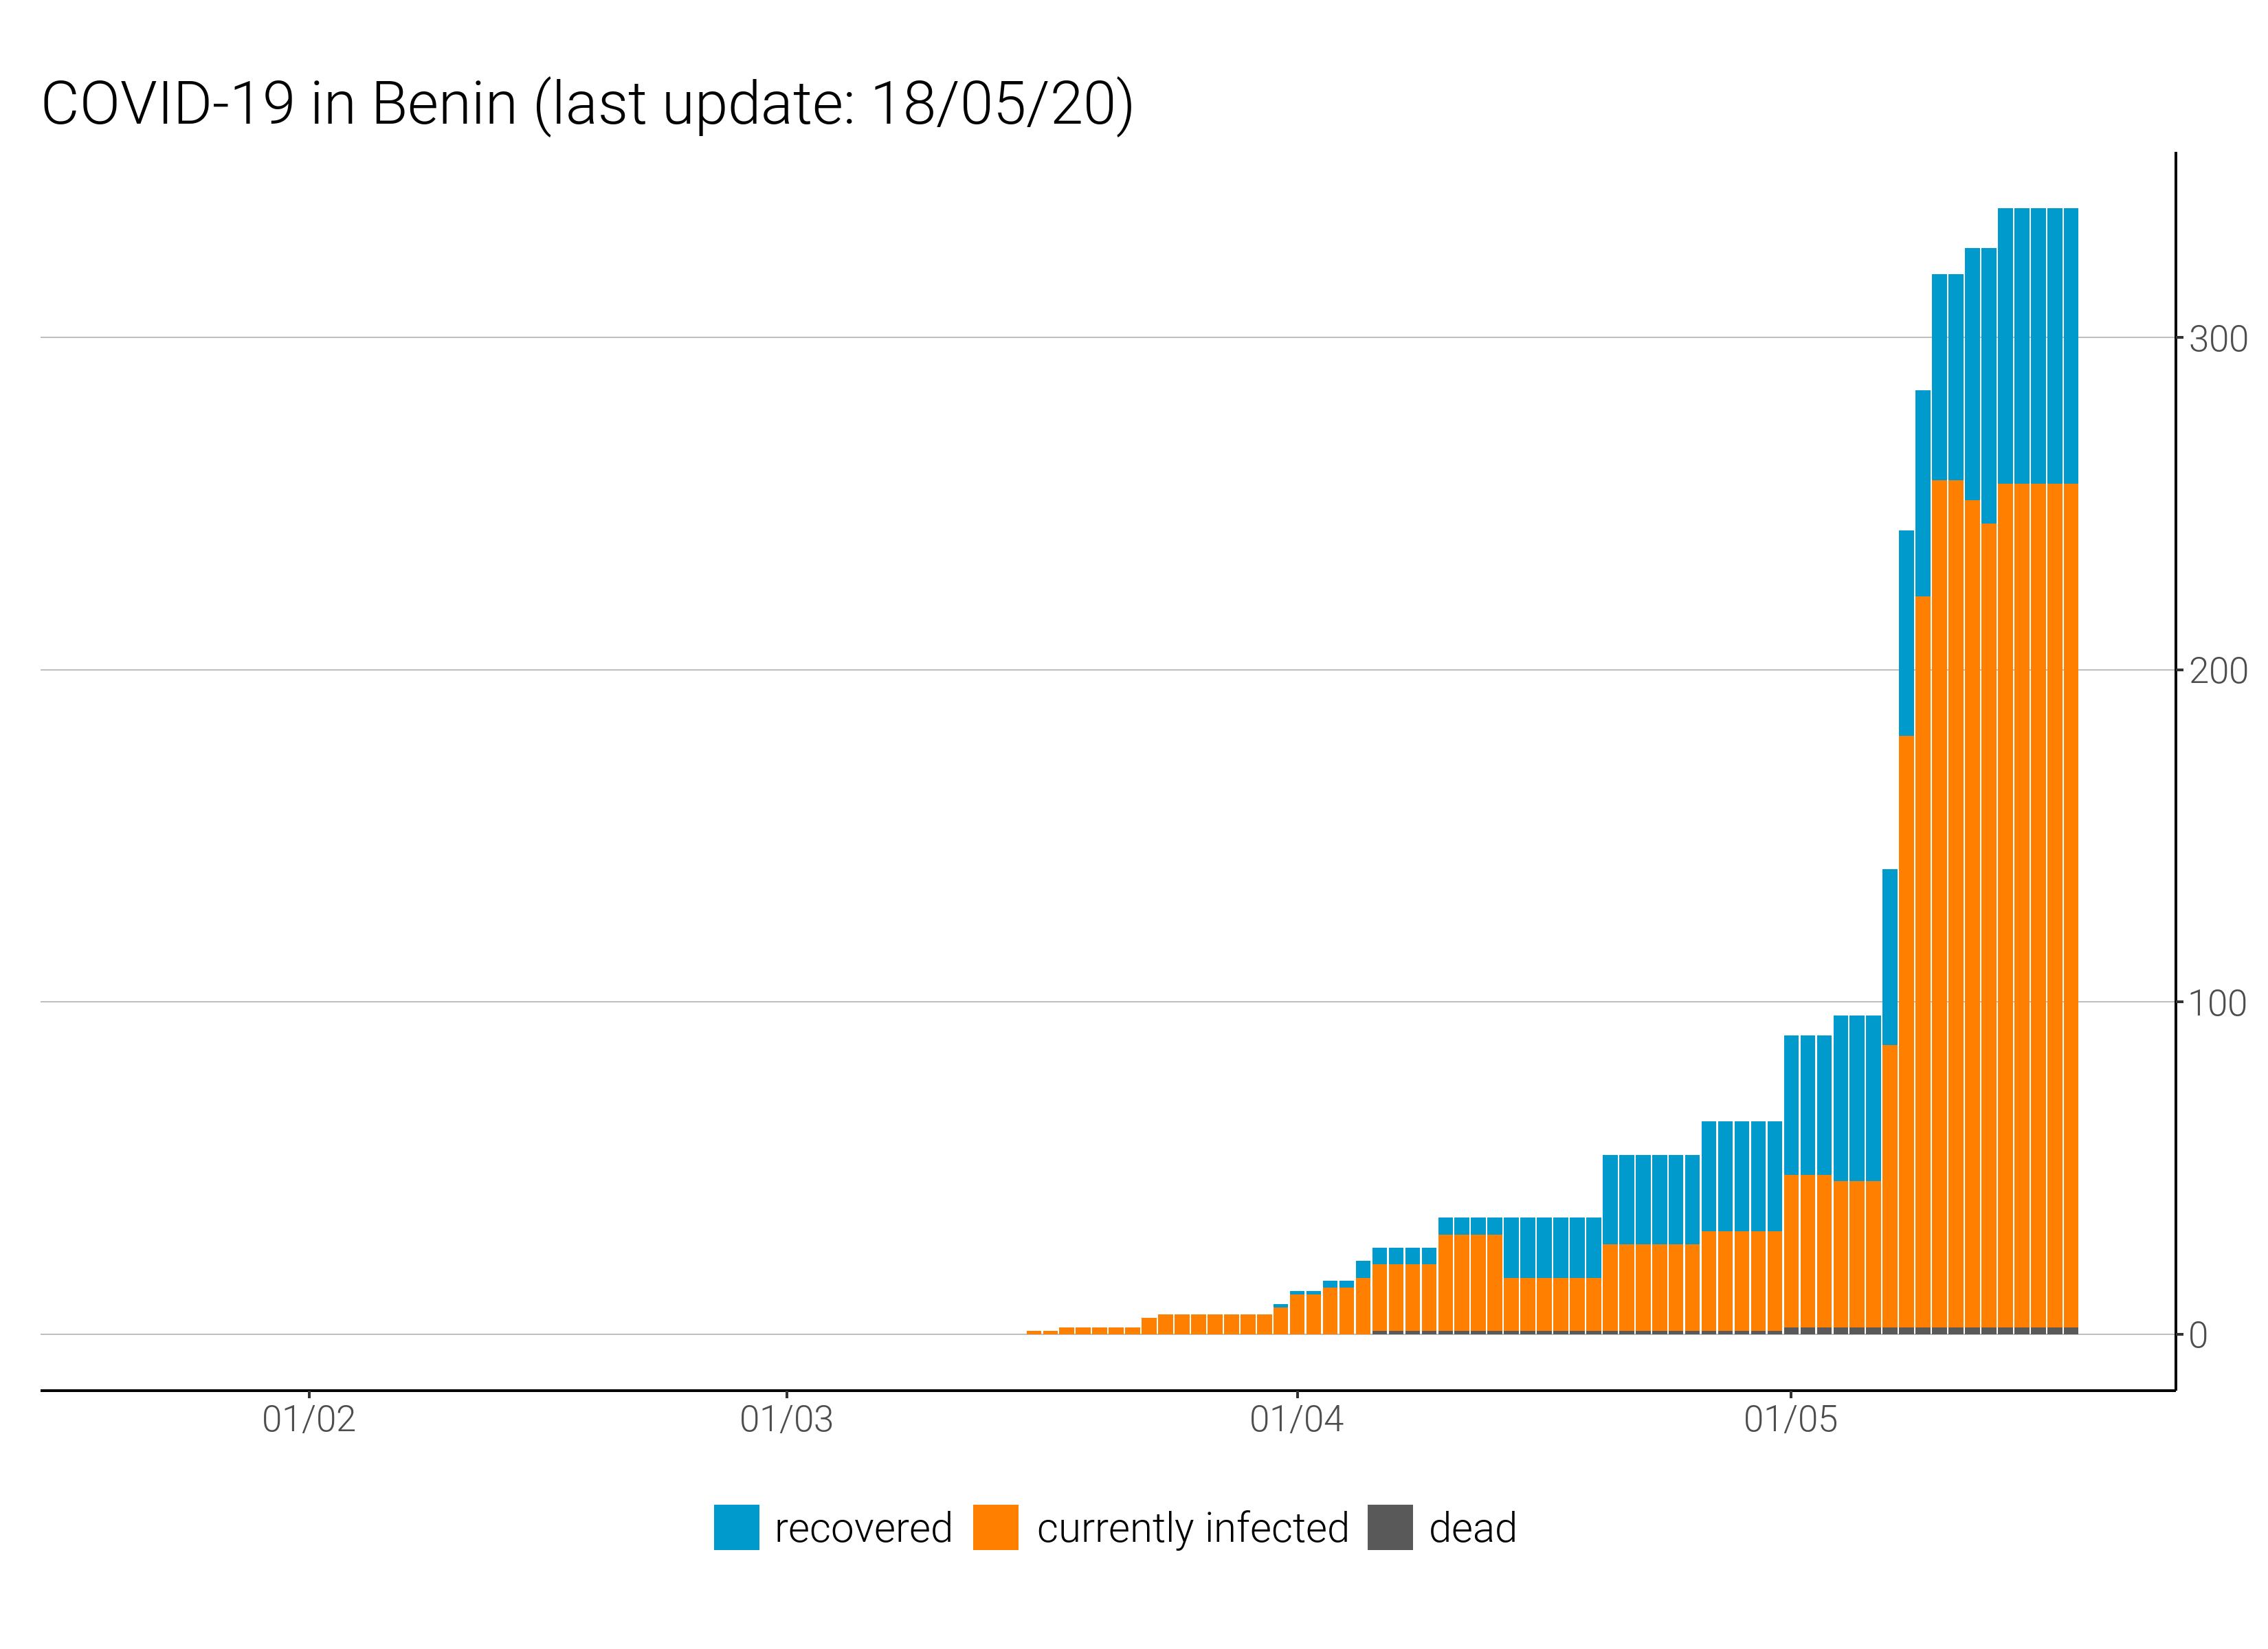 COVID-19 in Benin (last update: 18/05/20)
300
200
100
0
01/02 01/03 01/04 01/05
recovered currently infected dead